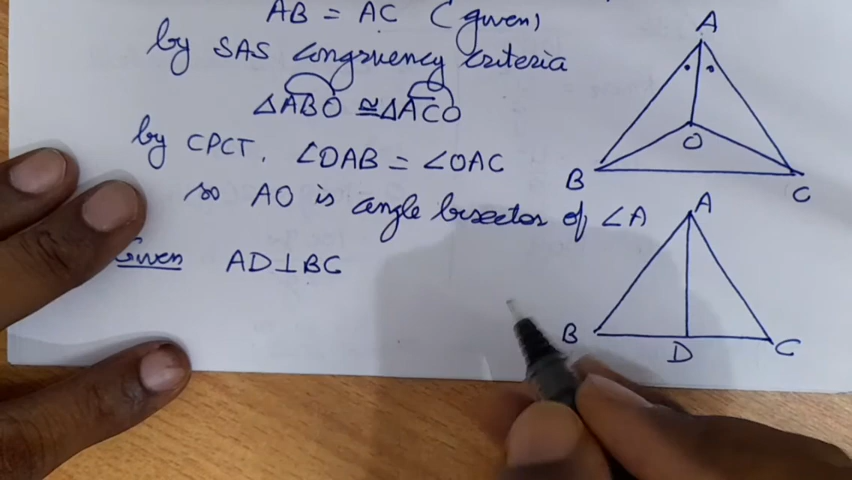 AB = AC (given)
by SAS congruency criteria
△ABO ≅ △ACO
by CPCT, ∠OAB = ∠OAC
so AO is angle bisector of ∠A
Given AD⊥BC
A
O
B
C
A
B
D
C